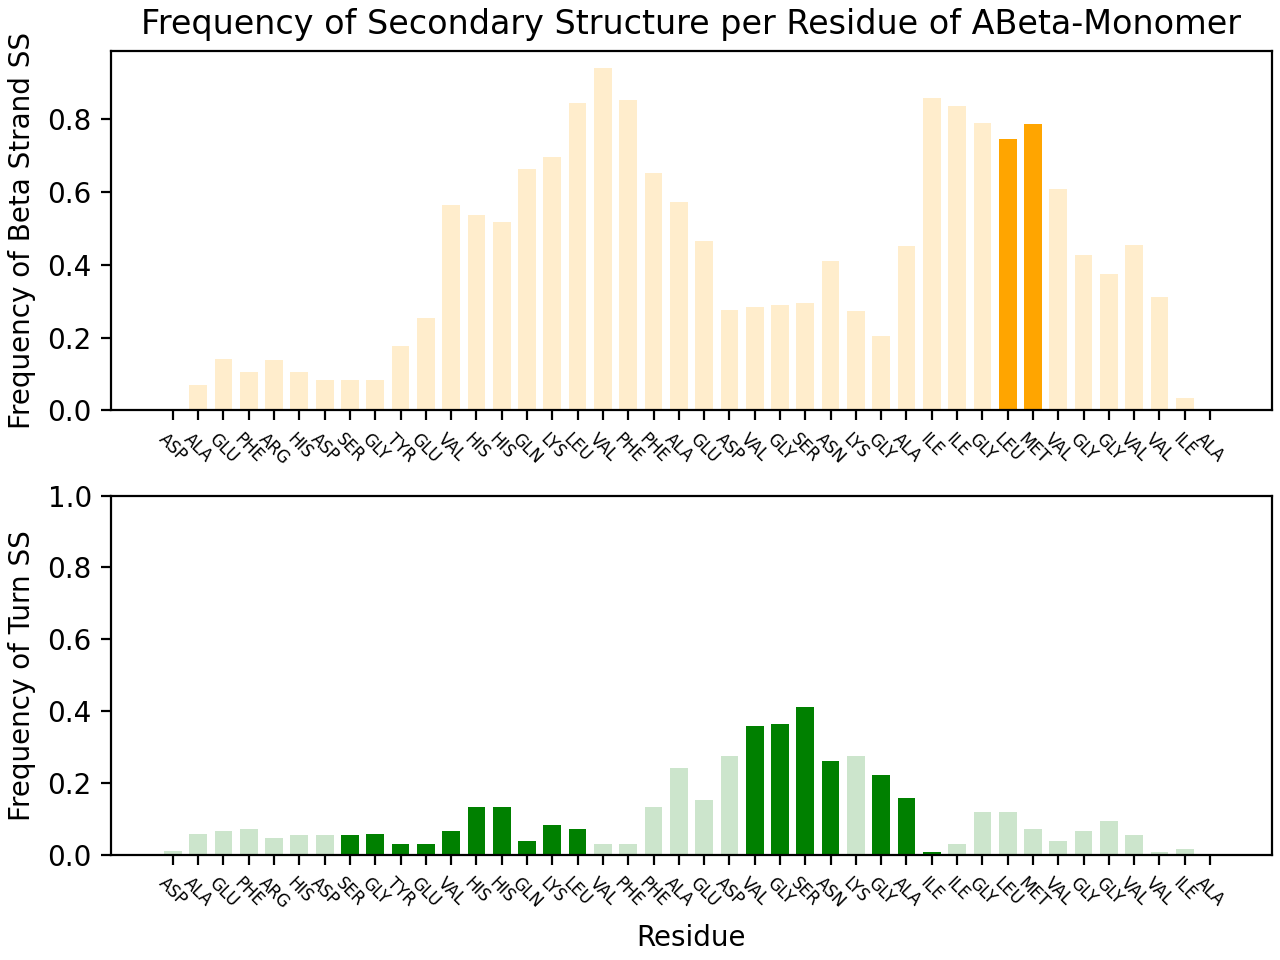 Frequency of Secondary Structure per Residue of ABeta-Monomer
Frequency of Beta Strand SS
0.8
0.6
0.4
0.2
0.0
ASP ALA GLU PHE ARG HIS ASP SER GLY TYR GLU VAL HIS HIS GLN LYS LEU VAL PHE PHE ALA GLU ASP VAL GLY SER ASN LYS GLY ALA ILE ILE GLY LEU MET VAL GLY GLY VAL VAL ILE ALA
Frequency of Turn SS
1.0
0.8
0.6
0.4
0.2
0.0
ASP ALA GLU PHE ARG HIS ASP SER GLY TYR GLU VAL HIS HIS GLN LYS LEU VAL PHE PHE ALA GLU ASP VAL GLY SER ASN LYS GLY ALA ILE ILE GLY LEU MET VAL GLY GLY VAL VAL ILE ALA
Residue